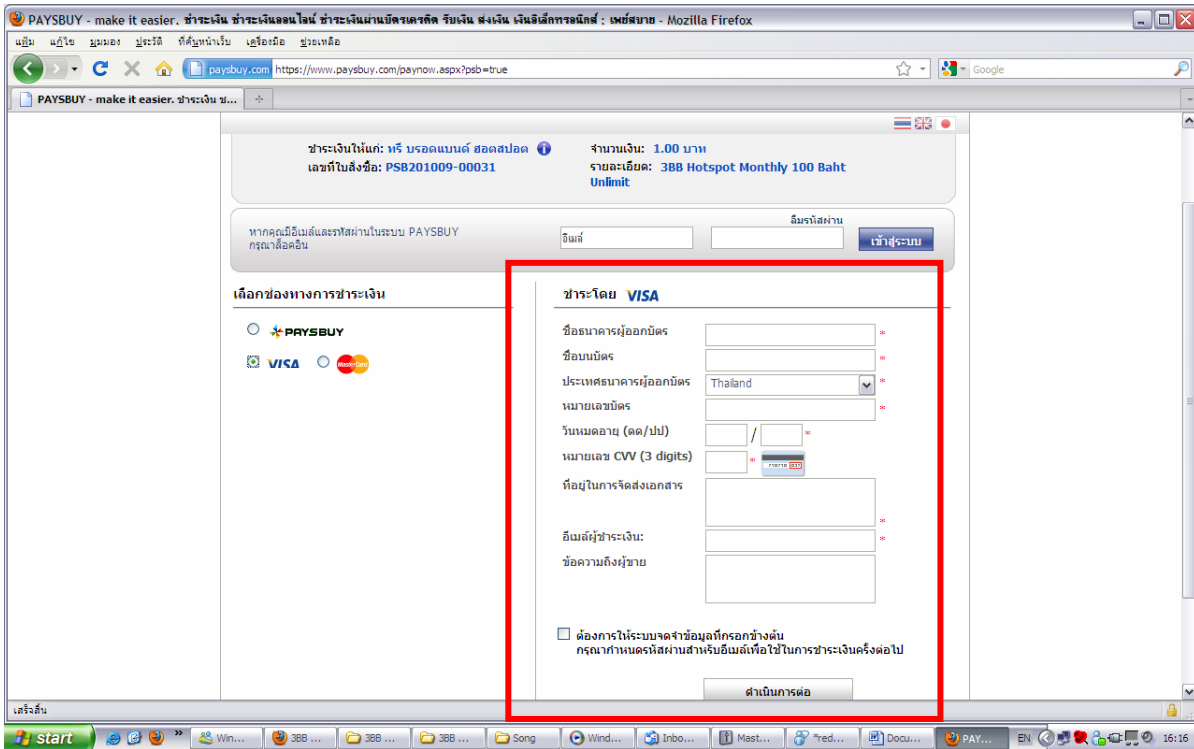 PAYSBUY - make it easier. ชำระเงิน ชำระเงินออนไลน์ ชำระเงินผ่านบัตรเครดิต รับเงิน ส่งเงิน เงินอิเล็กทรอนิกส์ : เพย์สบาย - Mozilla Firefox
แฟ้ม แก้ไข มุมมอง ประวัติ ที่คั่นหน้าเว็บ เครื่องมือ ช่วยเหลือ
paysbuy.com https://www.paysbuy.com/paynow.aspx?psb=true Google
PAYSBUY - make it easier. ชำระเงิน ช...
ชำระเงินให้แก่: ทรี บรอดแบนด์ ฮอตสปอต จำนวนเงิน: 1.00 บาท
เลขที่ใบสั่งซื้อ: PSB201009-00031 รายละเอียด: 3BB Hotspot Monthly 100 Baht
Unlimit
ลืมรหัสผ่าน
หากคุณมีอีเมล์และรหัสผ่านในระบบ PAYSBUY
กรุณาล็อคอิน
อีเมล์ เข้าสู่ระบบ
เลือกช่องทางการชำระเงิน
PAYSBUY
VISA MasterCard
ชำระโดย VISA
ชื่อธนาคารผู้ออกบัตร *
ชื่อบนบัตร *
ประเทศธนาคารผู้ออกบัตร Thailand *
หมายเลขบัตร *
วันหมดอายุ (ดด/ปป) / *
หมายเลข CVV (3 digits) *
ที่อยู่ในการจัดส่งเอกสาร *
อีเมล์ผู้ชำระเงิน: *
ข้อความถึงผู้ขาย
ต้องการให้ระบบจดจำข้อมูลที่กรอกข้างต้น
กรุณากำหนดรหัสผ่านสำหรับอีเมล์เพื่อใช้ในการชำระเงินครั้งต่อไป
ดำเนินการต่อ
เสร็จสิ้น
start Win... 3BB ... 3BB ... 3BB ... Song Wind... Inbo... Mast... *red... Docu... PAY... EN 16:16